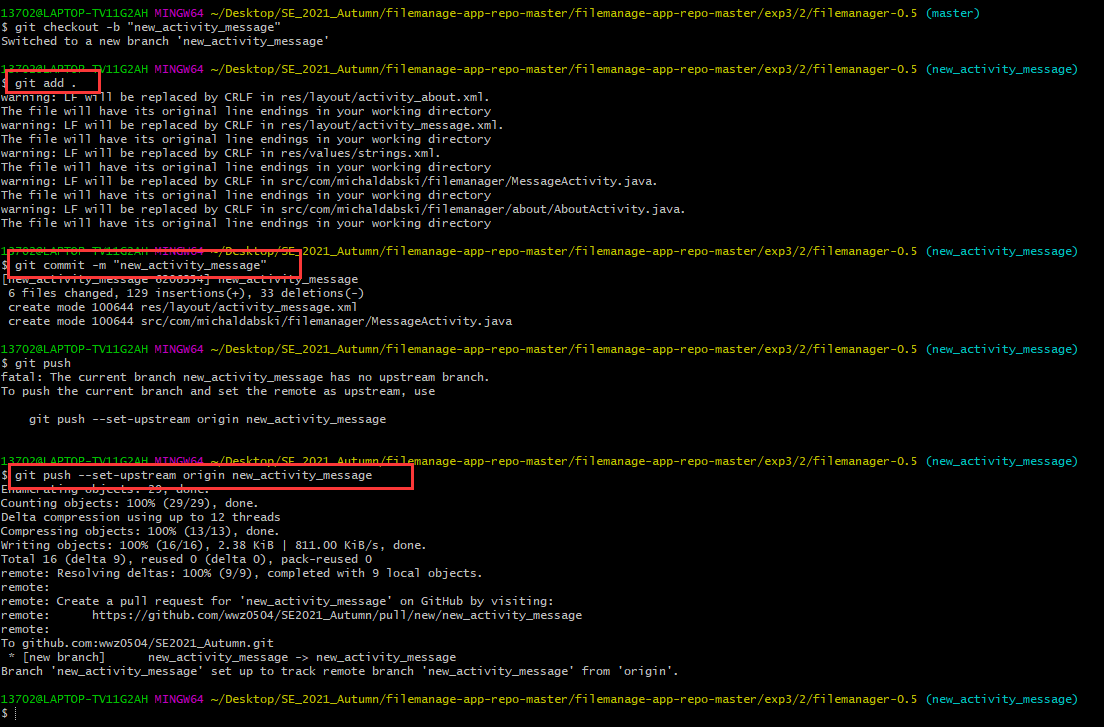 13702@LAPTOP-TV11G2AH MINGW64 ~/Desktop/SE_2021_Autumn/filemanage-app-repo-master/filemanage-app-repo-master/exp3/2/filemanager-0.5 (master)
$ git checkout -b "new_activity_message"
Switched to a new branch 'new_activity_message'
13702@LAPTOP-TV11G2AH MINGW64 ~/Desktop/SE_2021_Autumn/filemanage-app-repo-master/filemanage-app-repo-master/exp3/2/filemanager-0.5 (new_activity_message)
$ git add .
warning: LF will be replaced by CRLF in res/layout/activity_about.xml.
The file will have its original line endings in your working directory
warning: LF will be replaced by CRLF in res/layout/activity_message.xml.
The file will have its original line endings in your working directory
warning: LF will be replaced by CRLF in res/values/strings.xml.
The file will have its original line endings in your working directory
warning: LF will be replaced by CRLF in src/com/michaldabski/filemanager/MessageActivity.java.
The file will have its original line endings in your working directory
warning: LF will be replaced by CRLF in src/com/michaldabski/filemanager/about/AboutActivity.java.
The file will have its original line endings in your working directory
13702@LAPTOP-TV11G2AH MINGW64 ~/Desktop/SE_2021_Autumn/filemanage-app-repo-master/filemanage-app-repo-master/exp3/2/filemanager-0.5 (new_activity_message)
$ git commit -m "new_activity_message"
[new_activity_message 6206354] new_activity_message
 6 files changed, 129 insertions(+), 33 deletions(-)
 create mode 100644 res/layout/activity_message.xml
 create mode 100644 src/com/michaldabski/filemanager/MessageActivity.java
13702@LAPTOP-TV11G2AH MINGW64 ~/Desktop/SE_2021_Autumn/filemanage-app-repo-master/filemanage-app-repo-master/exp3/2/filemanager-0.5 (new_activity_message)
$ git push
fatal: The current branch new_activity_message has no upstream branch.
To push the current branch and set the remote as upstream, use
    git push --set-upstream origin new_activity_message
13702@LAPTOP-TV11G2AH MINGW64 ~/Desktop/SE_2021_Autumn/filemanage-app-repo-master/filemanage-app-repo-master/exp3/2/filemanager-0.5 (new_activity_message)
$ git push --set-upstream origin new_activity_message
Enumerating objects: 29, done.
Counting objects: 100% (29/29), done.
Delta compression using up to 12 threads
Compressing objects: 100% (13/13), done.
Writing objects: 100% (16/16), 2.38 KiB | 811.00 KiB/s, done.
Total 16 (delta 9), reused 0 (delta 0), pack-reused 0
remote: Resolving deltas: 100% (9/9), completed with 9 local objects.
remote:
remote: Create a pull request for 'new_activity_message' on GitHub by visiting:
remote:      https://github.com/wwz0504/SE2021_Autumn/pull/new/new_activity_message
remote:
To github.com:wwz0504/SE2021_Autumn.git
 * [new branch]      new_activity_message -> new_activity_message
Branch 'new_activity_message' set up to track remote branch 'new_activity_message' from 'origin'.
13702@LAPTOP-TV11G2AH MINGW64 ~/Desktop/SE_2021_Autumn/filemanage-app-repo-master/filemanage-app-repo-master/exp3/2/filemanager-0.5 (new_activity_message)
$